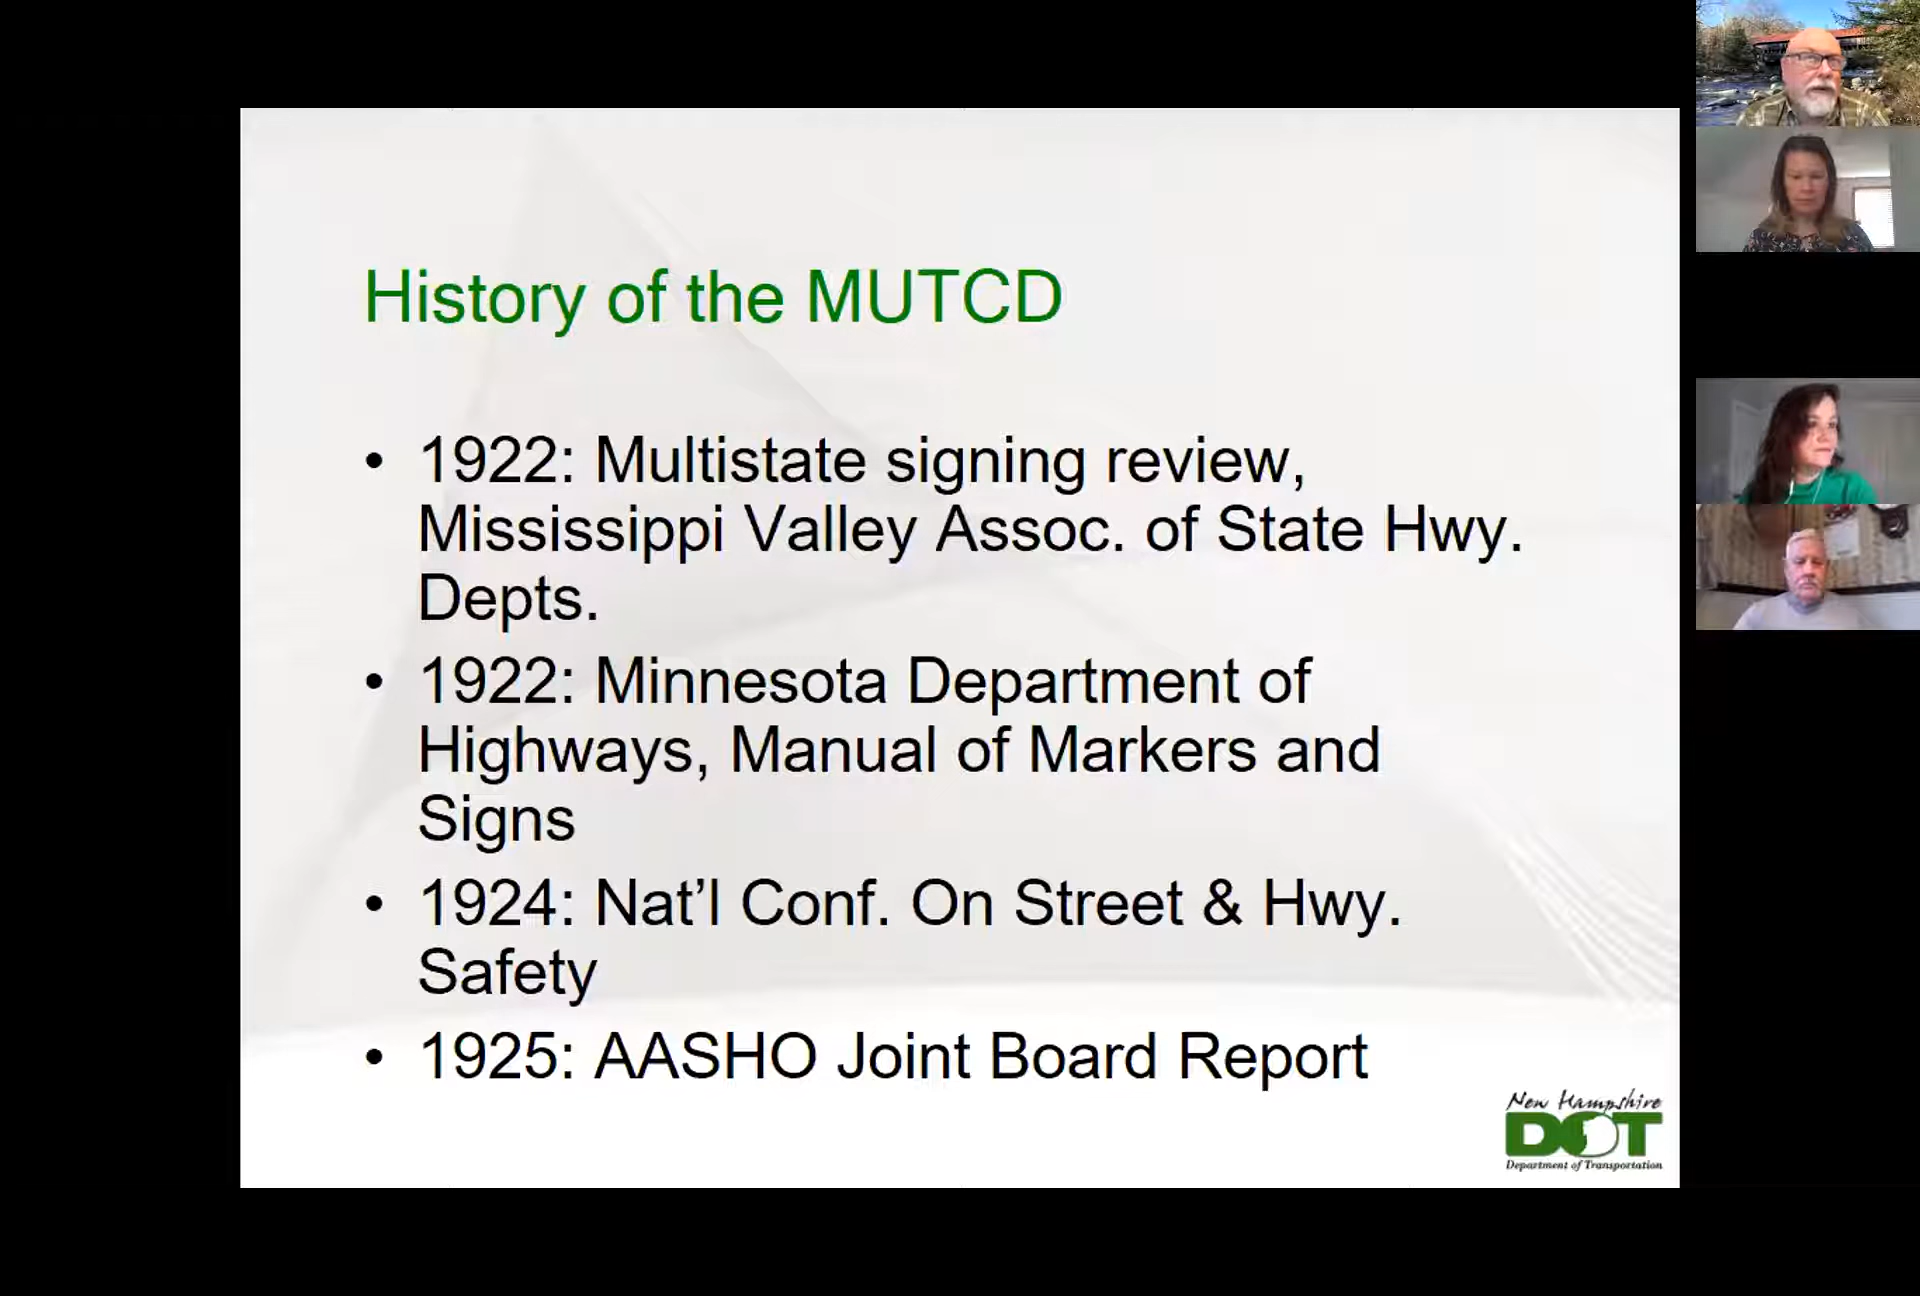 History of the MUTCD
• 1922: Multistate signing review,
Mississippi Valley Assoc. of State Hwy.
Depts.
• 1922: Minnesota Department of
Highways, Manual of Markers and
Signs
• 1924: Nat’l Conf. On Street & Hwy.
Safety
• 1925: AASHO Joint Board Report
New Hampshire
DOT
Department of Transportation